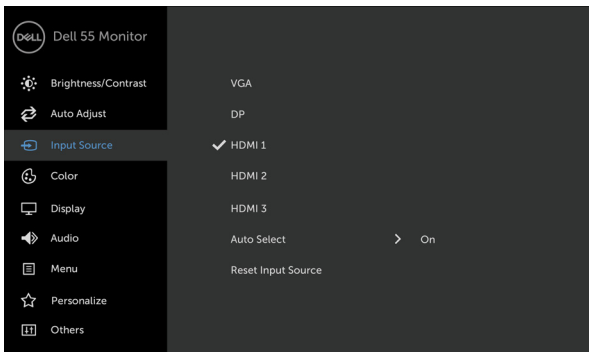 DELL Dell 55 Monitor
Brightness/Contrast
Auto Adjust
Input Source
Color
Display
Audio
Menu
Personalize
Others
VGA
DP
HDMI 1
HDMI 2
HDMI 3
Auto Select On
Reset Input Source